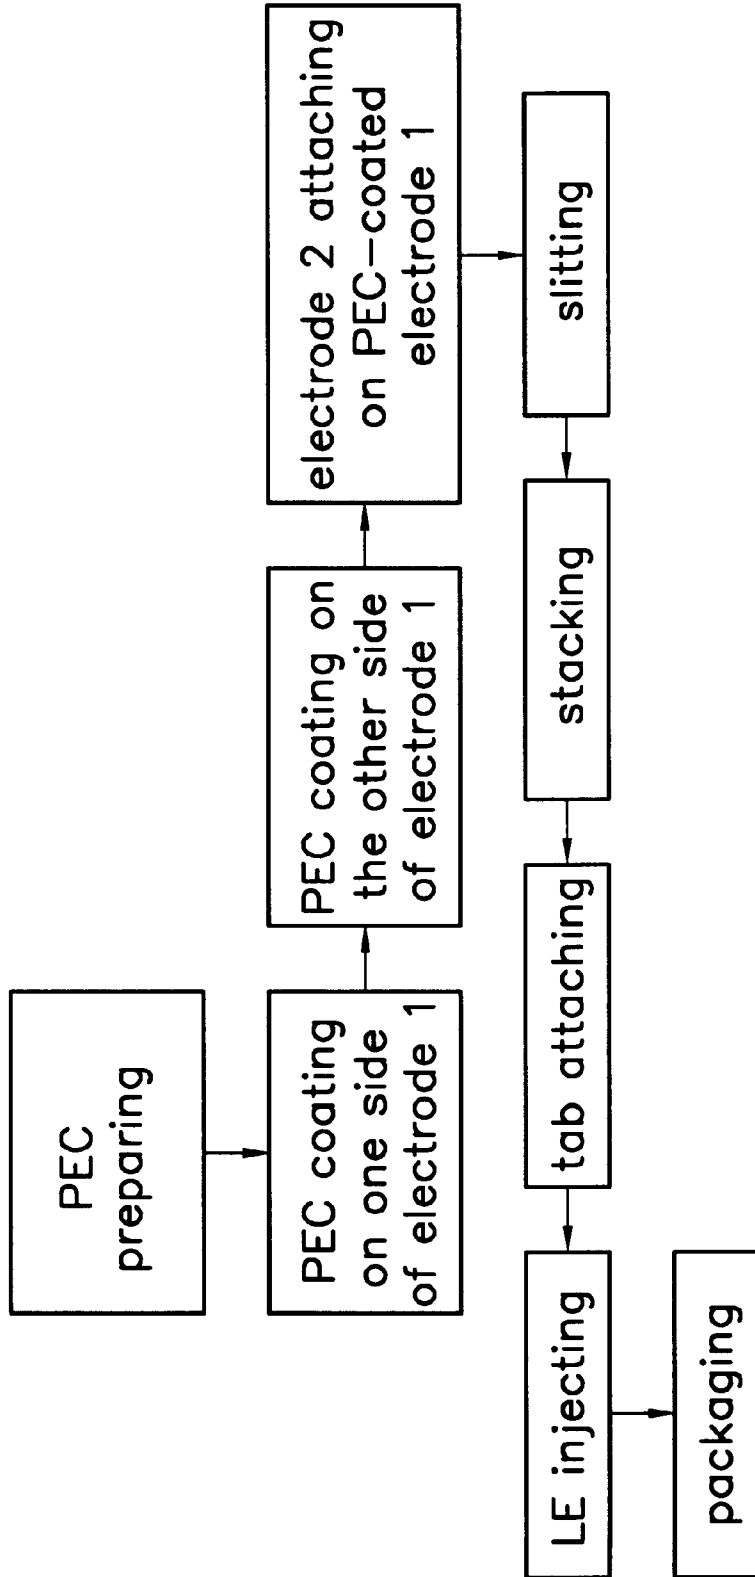 PEC
preparing
PEC coating
on one side
of electrode 1
PEC coating on
the other side
of electrode 1
electrode 2 attaching
on PEC-coated
electrode 1
slitting
stacking
tab attaching
LE injecting
packaging